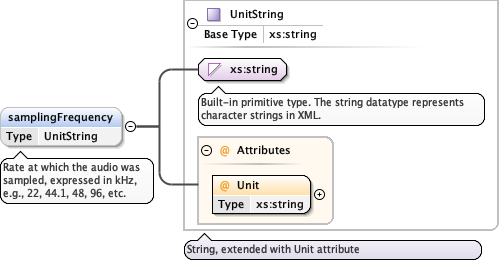 UnitString
Base Type xs:string
xs:string
Built-in primitive type. The string datatype represents
character strings in XML.
samplingFrequency
Type UnitString
Rate at which the audio was
sampled, expressed in kHz,
e.g., 22, 44.1, 48, 96, etc.
@ Attributes
@ Unit
Type xs:string
String, extended with Unit attribute